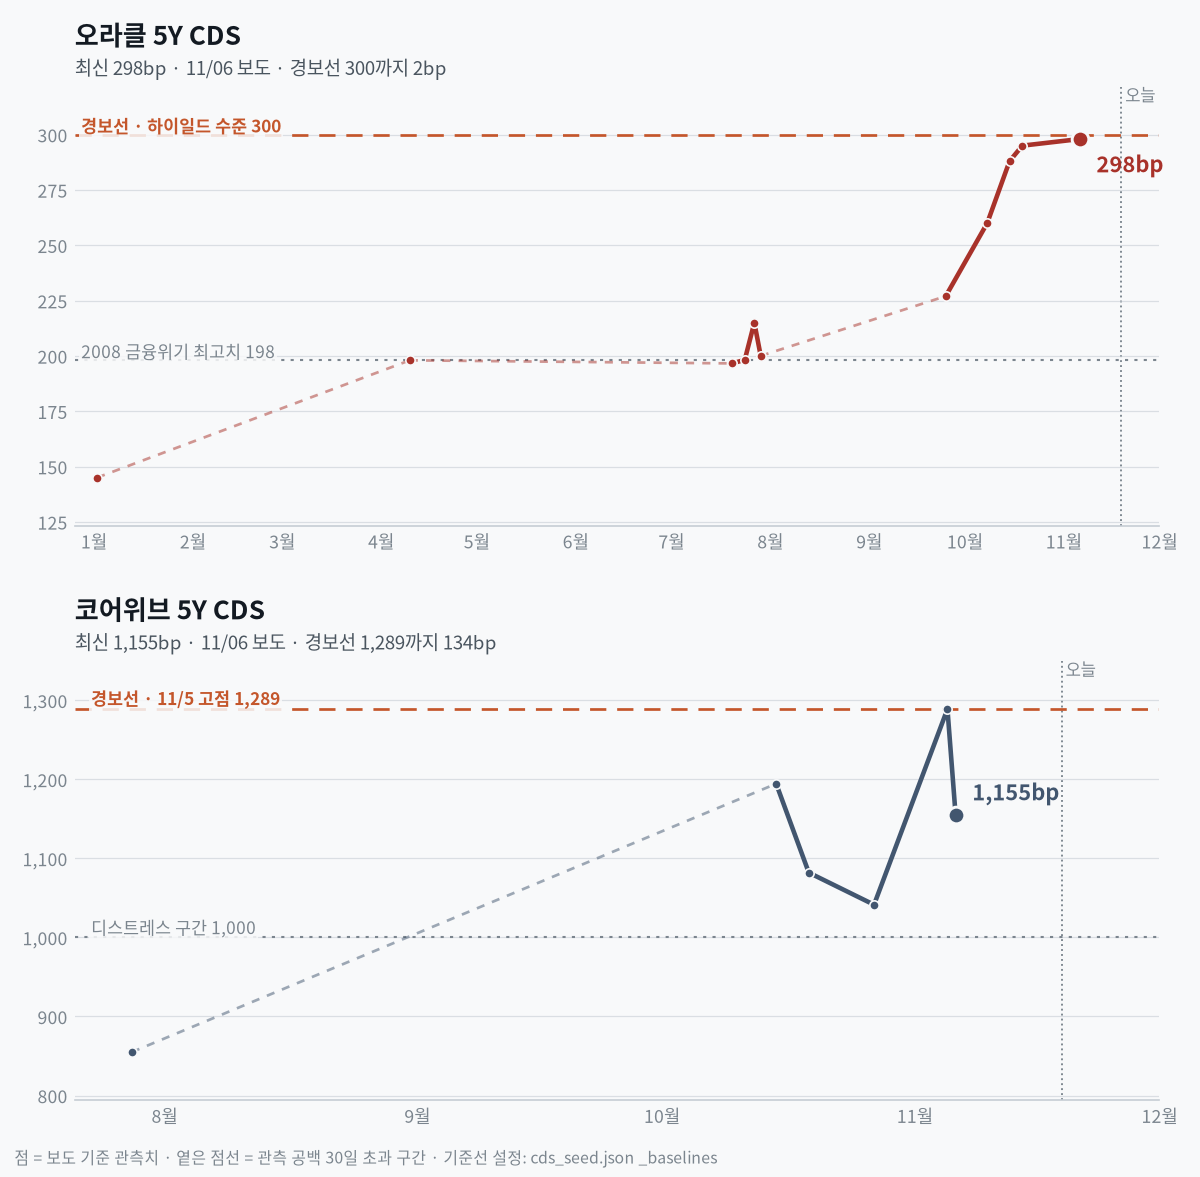 오라클 5Y CDS
최신 298bp · 11/06 보도 · 경보선 300까지 2bp
오늘
경보선 · 하이일드 수준 300
300
298bp
275
250
225
2008 금융위기 최고치 198
200
175
150
125
1월 2월 3월 4월 5월 6월 7월 8월 9월 10월 11월 12월
코어위브 5Y CDS
최신 1,155bp · 11/06 보도 · 경보선 1,289까지 134bp
오늘
경보선 · 11/5 고점 1,289
1,300
1,200
1,155bp
1,100
디스트레스 구간 1,000
1,000
900
800
8월 9월 10월 11월 12월
점 = 보도 기준 관측치 · 옅은 점선 = 관측 공백 30일 초과 구간 · 기준선 설정: cds_seed.json _baselines